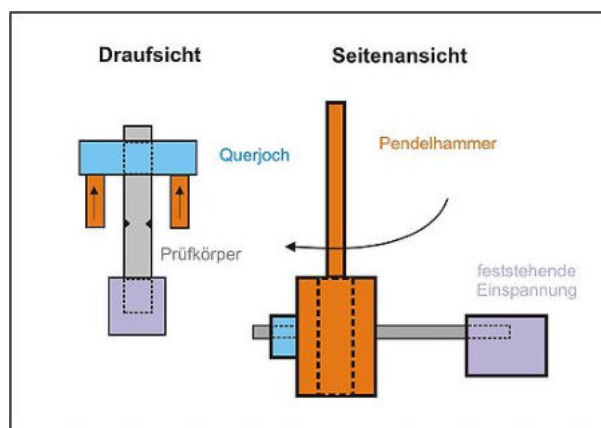 Draufsicht
Seitenansicht
Querjoch
Pendelhammer
Prüfkörper
feststehende
Einspannung